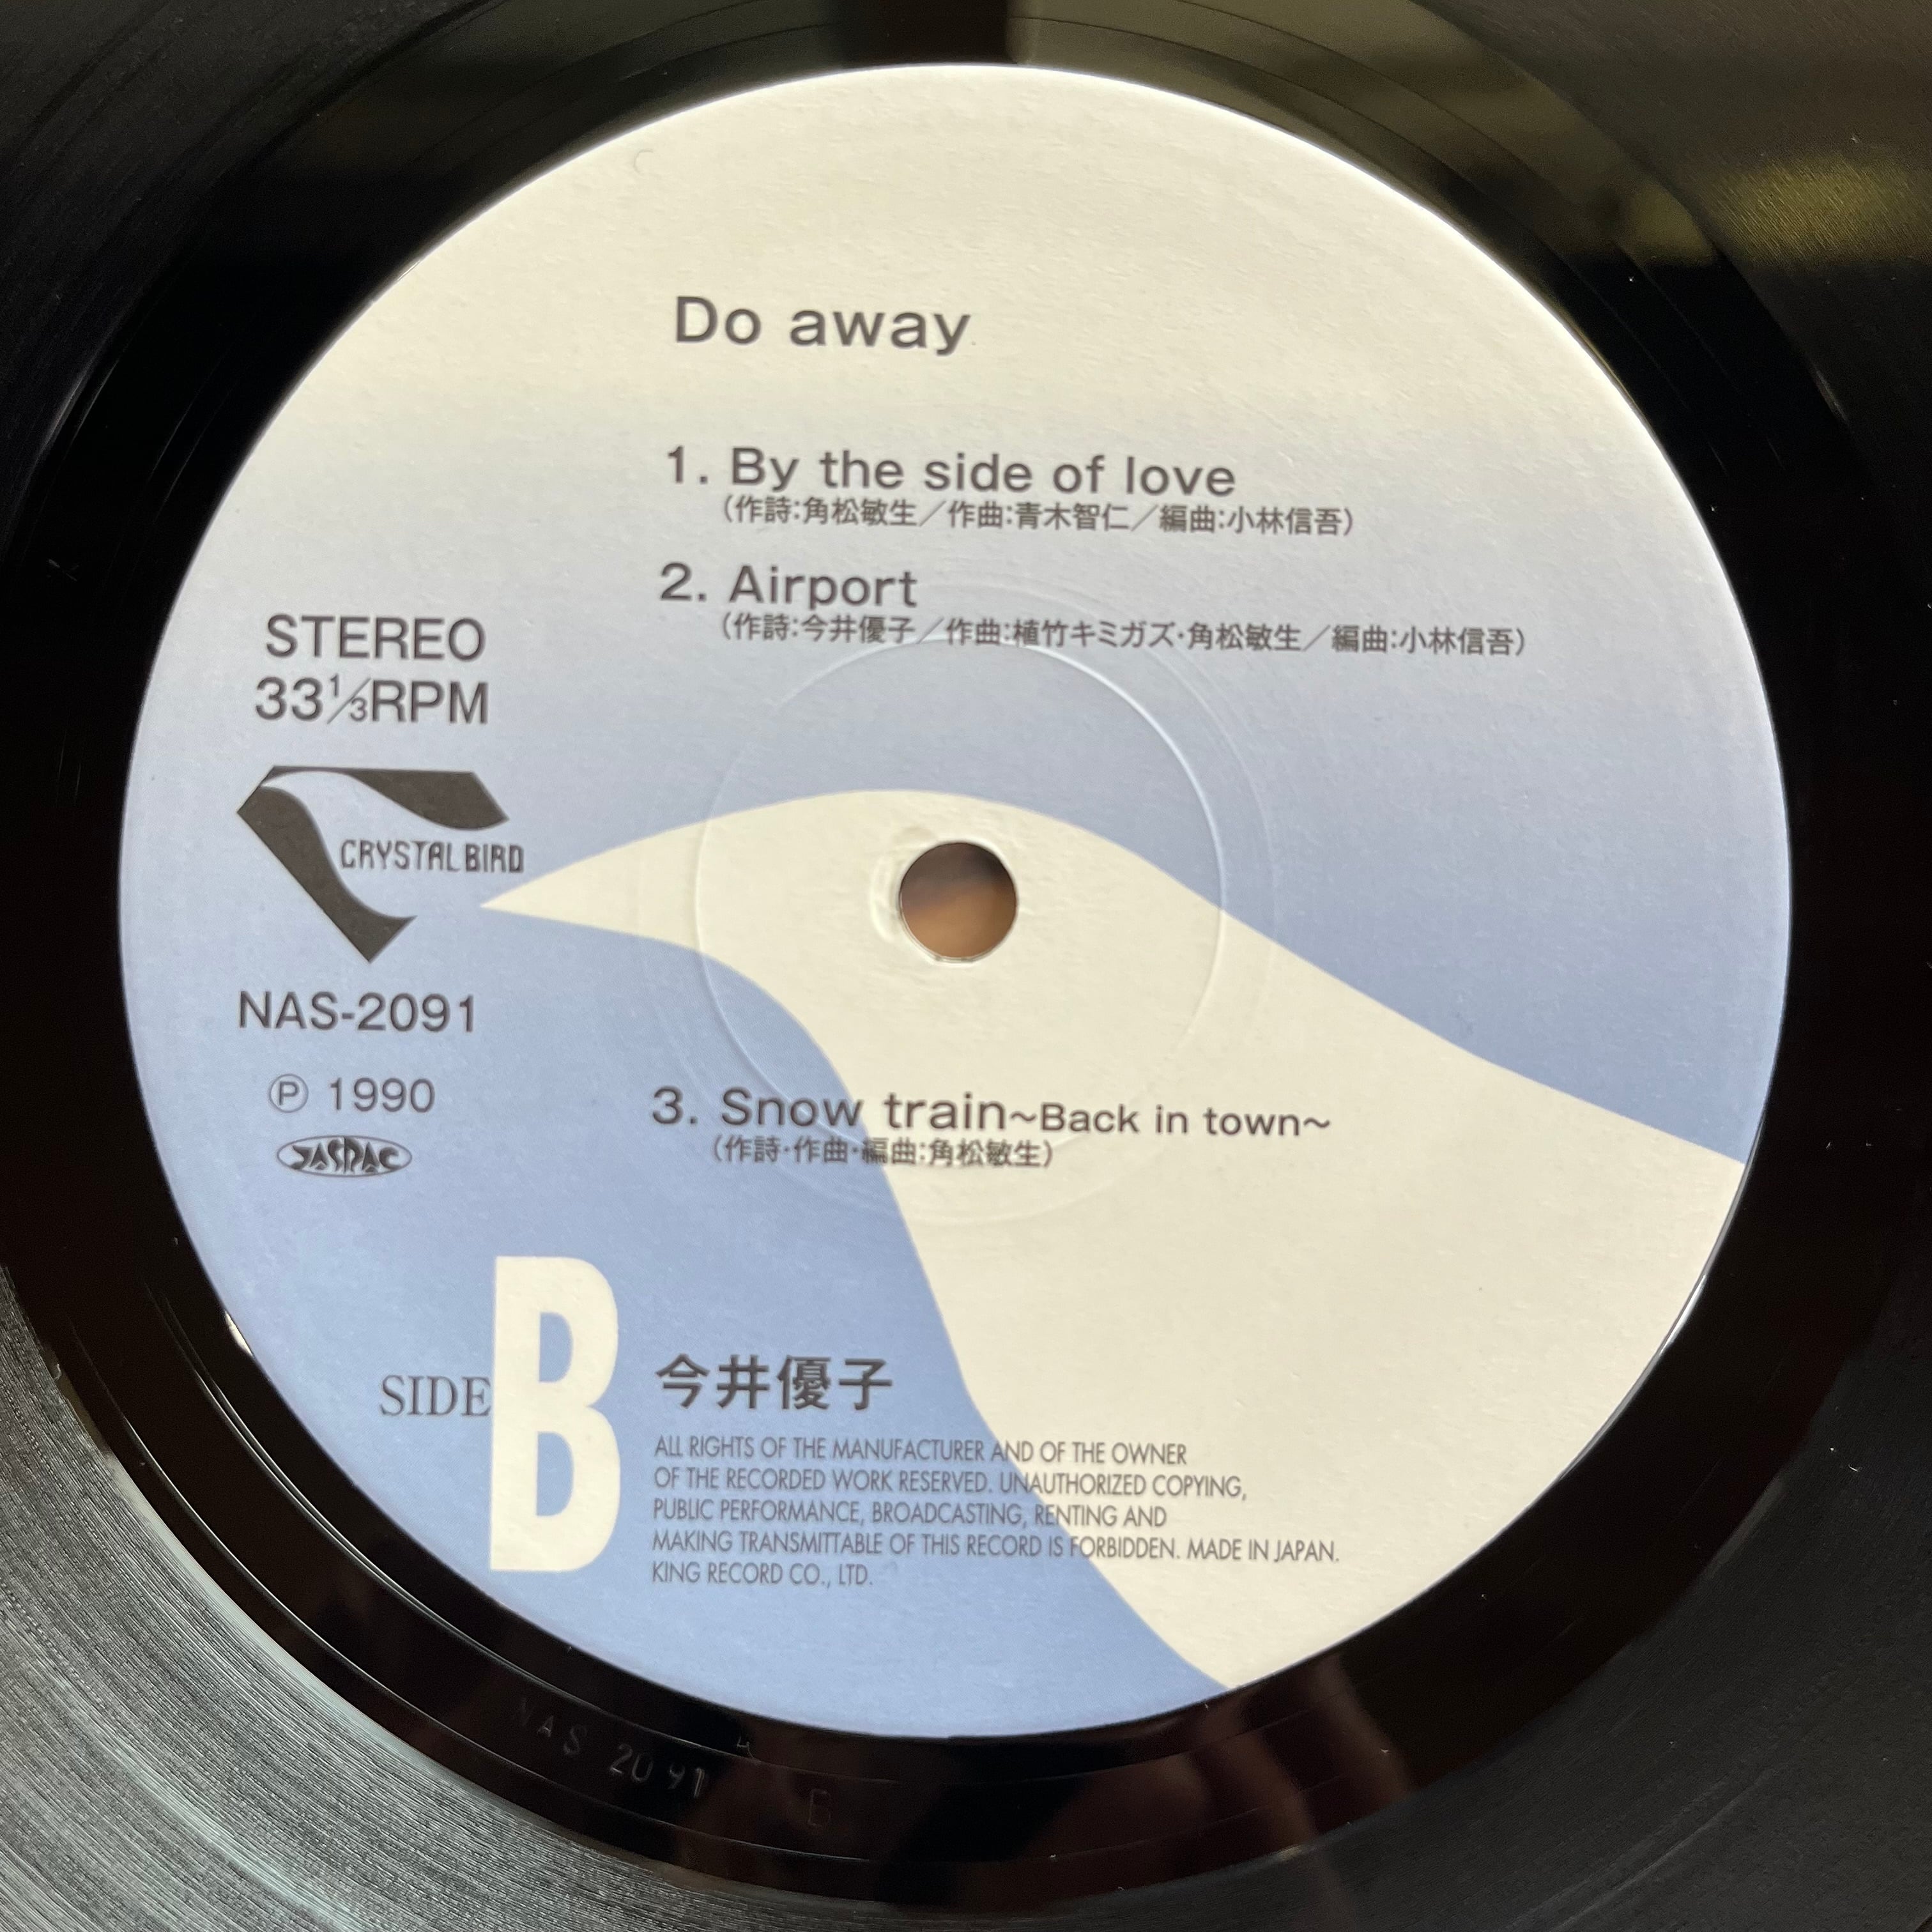 Do away
1. By the side of love
(作詩:角松敏生／作曲:青木智仁／編曲:小林信吾)
2. Airport
(作詩:今井優子／作曲:植竹キミガズ・角松敏生／編曲:小林信吾)
STEREO
33⅓RPM
CRYSTAL BIRD
NAS-2091
Ⓟ 1990
JASRAC
3. Snow train~Back in town~
(作詩・作曲・編曲:角松敏生)
SIDE B
今井優子
ALL RIGHTS OF THE MANUFACTURER AND OF THE OWNER
OF THE RECORDED WORK RESERVED. UNAUTHORIZED COPYING,
PUBLIC PERFORMANCE, BROADCASTING, RENTING AND
MAKING TRANSMITTABLE OF THIS RECORD IS FORBIDDEN. MADE IN JAPAN.
KING RECORD CO., LTD.
NAS 2091 B